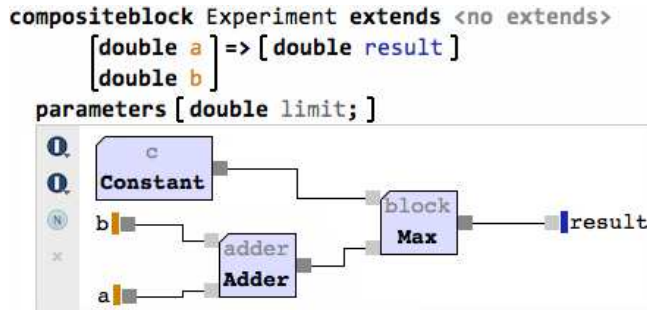 compositeblock Experiment extends <no extends>
[double a] => [double result]
[double b]
parameters [double limit;]
c
Constant
block
Max
b
result
adder
Adder
N
x
a